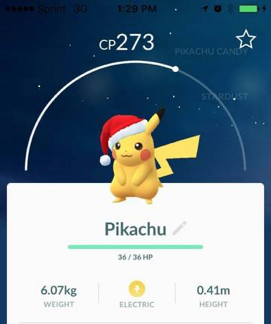 Sprint 3G 1:29 PM
CP273
PIKACHU CANDY
STARDUST
Pikachu
36 / 36 HP
6.07kg ELECTRIC 0.41m
WEIGHT HEIGHT